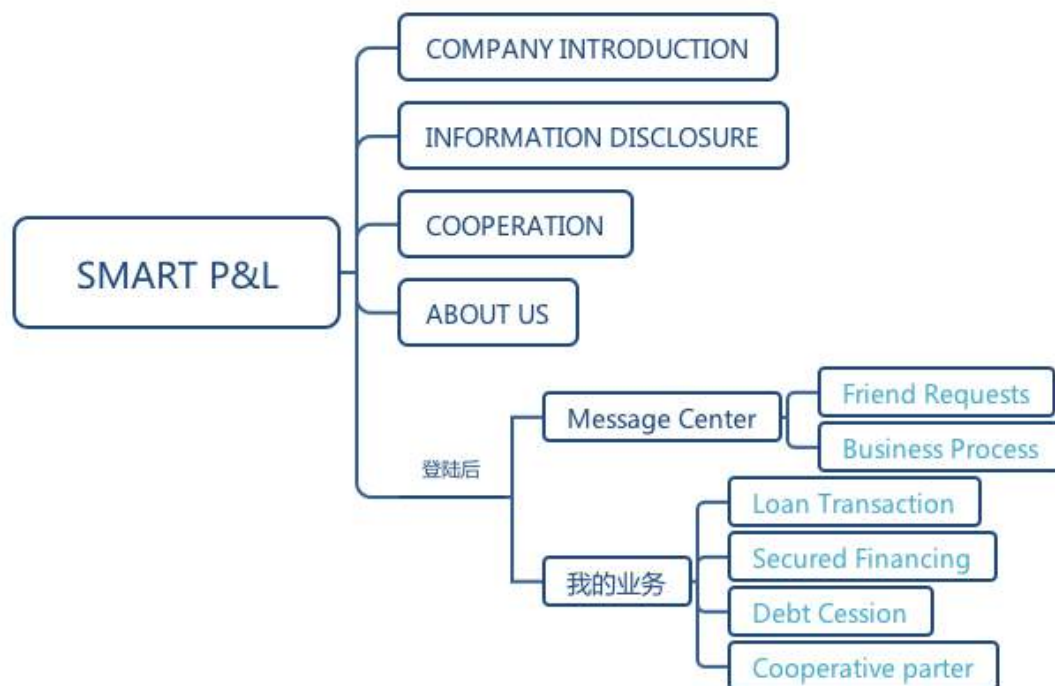 COMPANY INTRODUCTION
INFORMATION DISCLOSURE
COOPERATION
SMART P&L
ABOUT US
登陆后
Message Center
Friend Requests
Business Process
我的业务
Loan Transaction
Secured Financing
Debt Cession
Cooperative parter